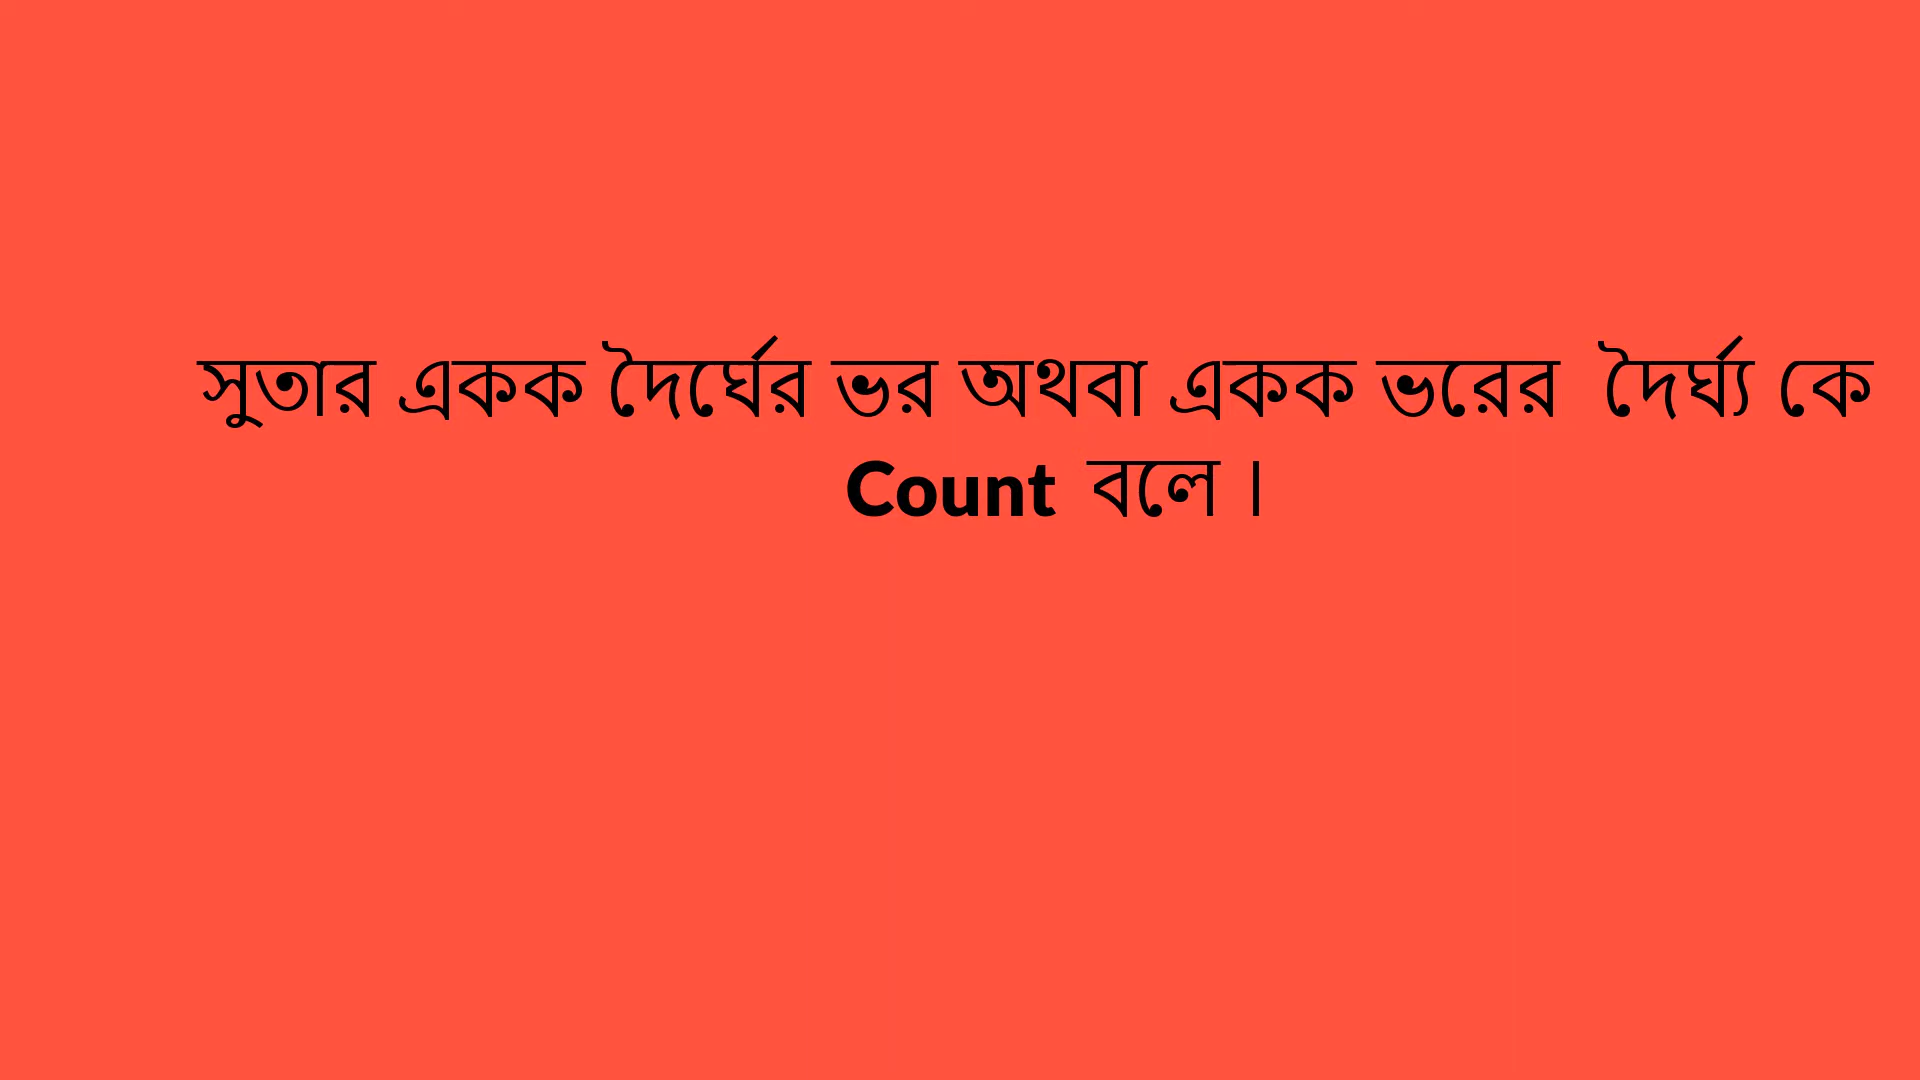 সুতার একক দৈর্ঘের ভর অথবা একক ভরের  দৈর্ঘ্য কে
Count  বলে ।